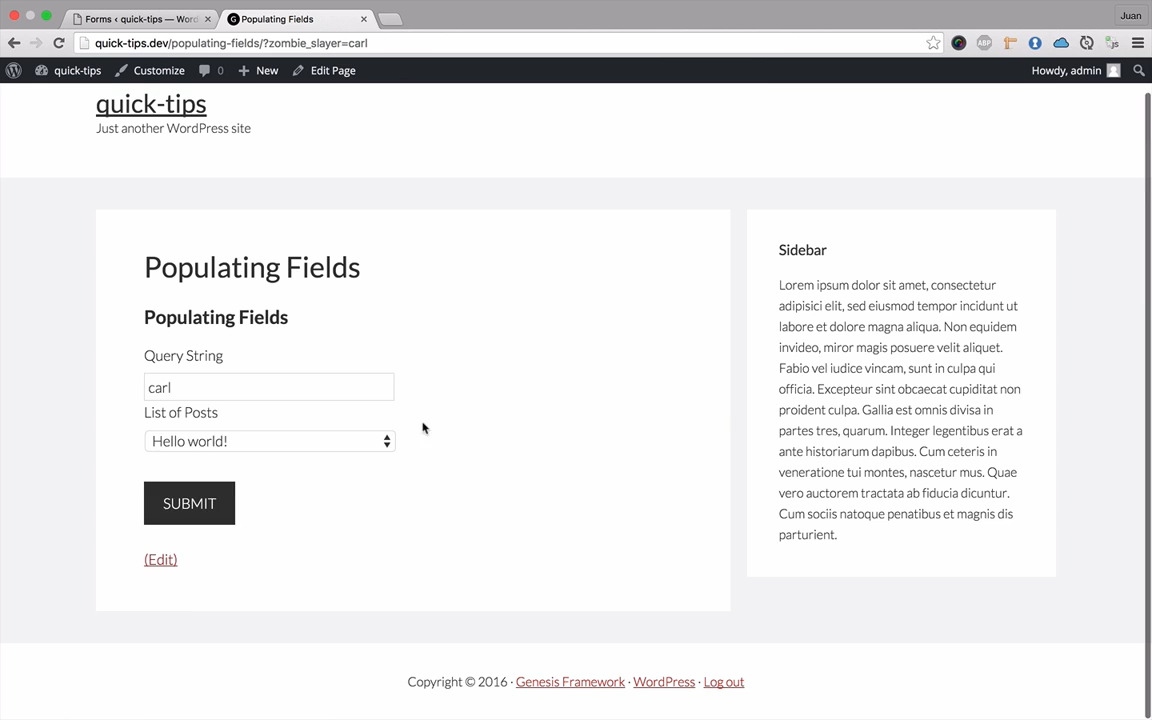 Forms ‹ quick-tips — Word
Populating Fields
Juan
quick-tips.dev/populating-fields/?zombie_slayer=carl
ABP
js
quick-tips
Customize
0
New
Edit Page
Howdy, admin
quick-tips
Just another WordPress site
Populating Fields
Populating Fields
Query String
carl
List of Posts
Hello world!
SUBMIT
(Edit)
Sidebar
Lorem ipsum dolor sit amet, consectetur
adipisici elit, sed eiusmod tempor incidunt ut
labore et dolore magna aliqua. Non equidem
invideo, miror magis posuere velit aliquet.
Fabio vel iudice vincam, sunt in culpa qui
officia. Excepteur sint obcaecat cupiditat non
proident culpa. Gallia est omnis divisa in
partes tres, quarum. Integer legentibus erat a
ante historiarum dapibus. Cum ceteris in
veneratione tui montes, nascetur mus. Quae
vero auctorem tractata ab fiducia dicuntur.
Cum sociis natoque penatibus et magnis dis
parturient.
Copyright © 2016 · Genesis Framework · WordPress · Log out